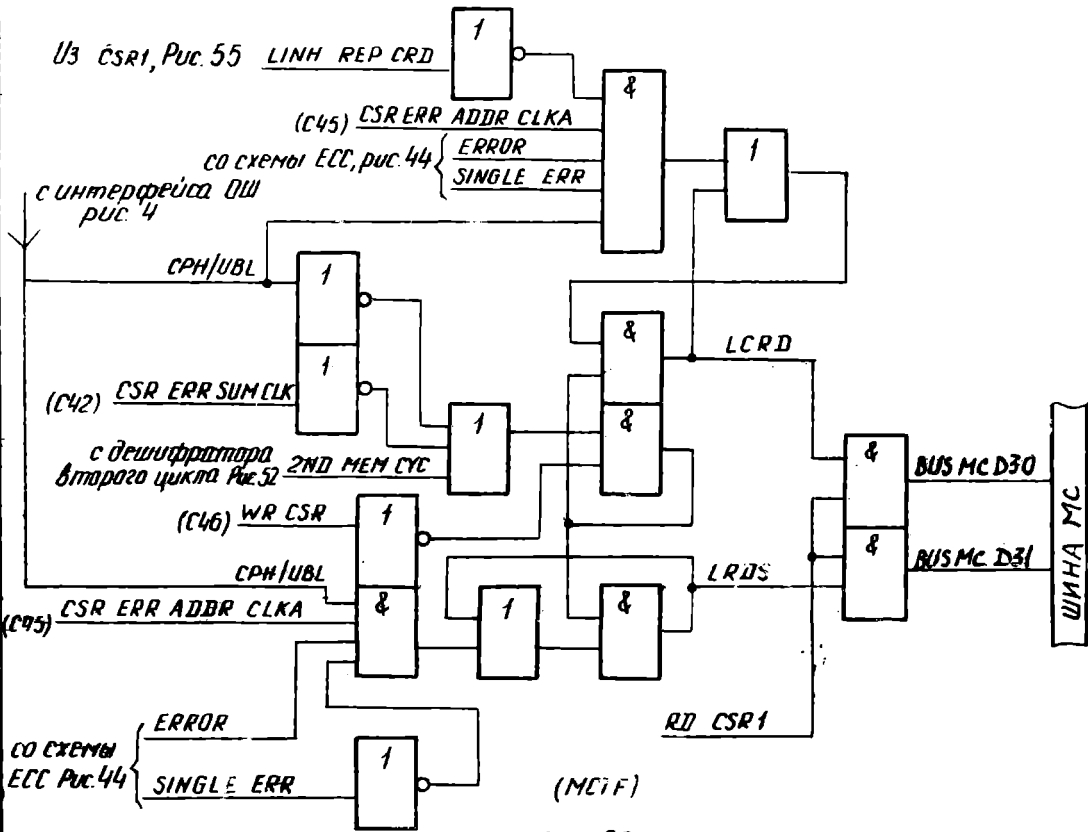 1
Из CSR1, Рис. 55 LINH REP CRD
&
(C45) CSR ERR ADDR CLKA
1
со схемы ECC, рис. 44 { ERROR
SINGLE ERR
с интерфейса ОШ
рис. 4
CPH/UBL
1
&
LCRD
1
(C42) CSR ERR SUM CLK
1
&
&
BUS MC D30
с дешифратора
второго цикла Рис 52 2ND MEM CYC
(C46) WR CSR
1
&
BUS MC D31
CPH/UBL
&
LRDS
ШИНА МС
(C45) CSR ERR ADDR CLKA
1
&
ERROR
RD CSR1
со схемы
ECC Рис. 44
1
SINGLE ERR